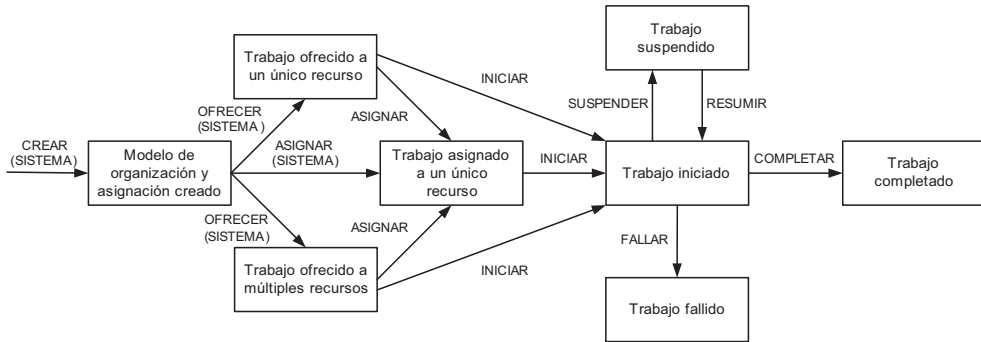 Trabajo
suspendido
Trabajo ofrecido a
un único recurso
INICIAR
SUSPENDER
RESUMIR
OFRECER
(SISTEMA)
ASIGNAR
CREAR
(SISTEMA)
Modelo de
organización y
asignación creado
ASIGNAR
(SISTEMA)
Trabajo asignado
a un único
recurso
INICIAR
Trabajo iniciado
COMPLETAR
Trabajo
completado
OFRECER
(SISTEMA)
ASIGNAR
FALLAR
Trabajo ofrecido a
múltiples recursos
INICIAR
Trabajo fallido